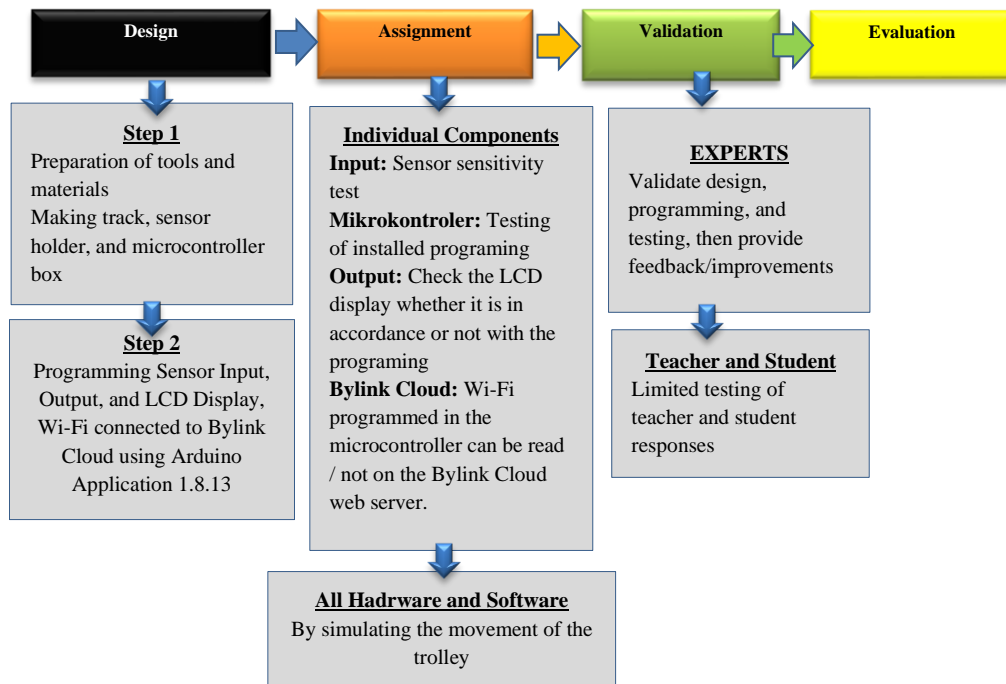 Design
Assignment
Validation
Evaluation
Step 1
Preparation of tools and
materials
Making track, sensor
holder, and microcontroller
box
Step 2
Programming Sensor Input,
Output, and LCD Display,
Wi-Fi connected to Bylink
Cloud using Arduino
Application 1.8.13
Individual Components
Input: Sensor sensitivity
test
Mikrokontroler: Testing
of installed programing
Output: Check the LCD
display whether it is in
accordance or not with the
programing
Bylink Cloud: Wi-Fi
programmed in the
microcontroller can be read
/ not on the Bylink Cloud
web server.
All Hadrware and Software
By simulating the movement of the
trolley
EXPERTS
Validate design,
programming, and
testing, then provide
feedback/improvements
Teacher and Student
Limited testing of
teacher and student
responses